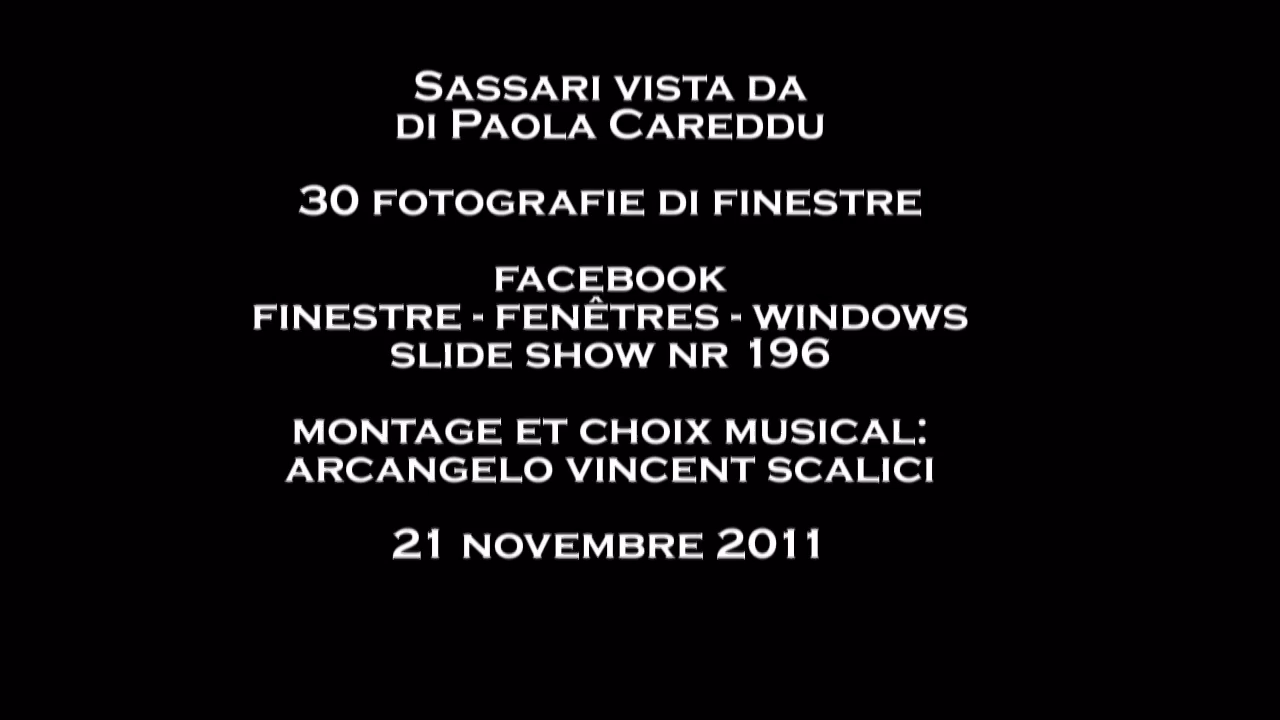 Sassari vista da
di Paola Careddu
30 fotografie di finestre
facebook
finestre - fenêtres - windows
slide show nr 196
montage et choix musical:
arcangelo vincent scalici
21 novembre 2011